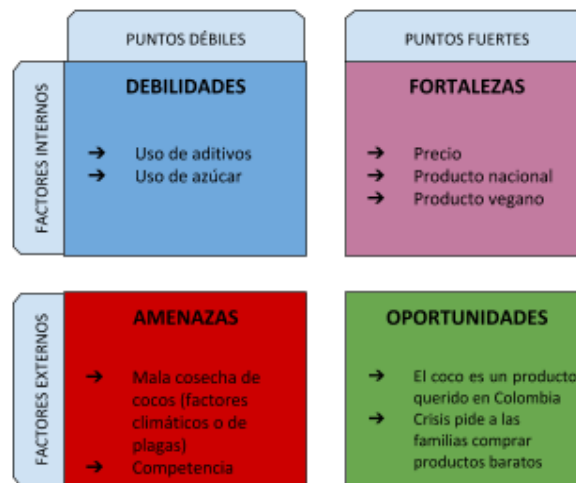 PUNTOS DÉBILES
PUNTOS FUERTES
FACTORES INTERNOS
DEBILIDADES
➔ Uso de aditivos
➔ Uso de azúcar
FORTALEZAS
➔ Precio
➔ Producto nacional
➔ Producto vegano
FACTORES EXTERNOS
AMENAZAS
➔ Mala cosecha de
cocos (factores
climáticos o de
plagas)
➔ Competencia
OPORTUNIDADES
➔ El coco es un producto
querido en Colombia
➔ Crisis pide a las
familias comprar
productos baratos